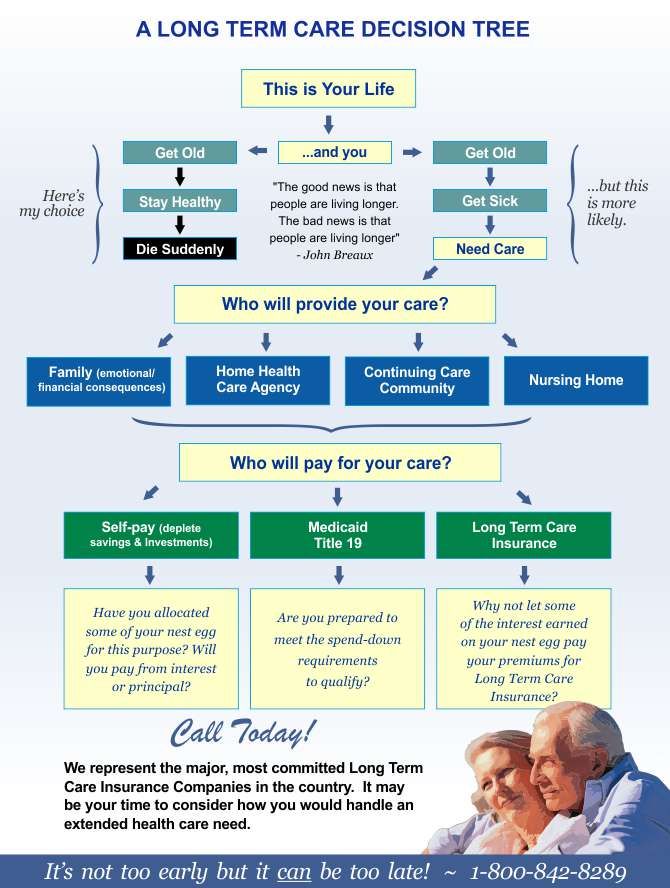 A LONG TERM CARE DECISION TREE
This is Your Life
Get Old
...and you
Get Old
Here's
my choice
Stay Healthy
Die Suddenly
"The good news is that
people are living longer.
The bad news is that
people are living longer"
- John Breaux
Get Sick
Need Care
...but this
is more
likely.
Who will provide your care?
Family (emotional/
financial consequences)
Home Health
Care Agency
Continuing Care
Community
Nursing Home
Who will pay for your care?
Self-pay (deplete
savings & Investments)
Medicaid
Title 19
Long Term Care
Insurance
Have you allocated
some of your nest egg
for this purpose? Will
you pay from interest
or principal?
Are you prepared to
meet the spend-down
requirements
to qualify?
Why not let some
of the interest earned
on your nest egg pay
your premiums for
Long Term Care
Insurance?
Call Today!
We represent the major, most committed Long Term
Care Insurance Companies in the country. It may
be your time to consider how you would handle an
extended health care need.
It's not too early but it can be too late! ~ 1-800-842-8289